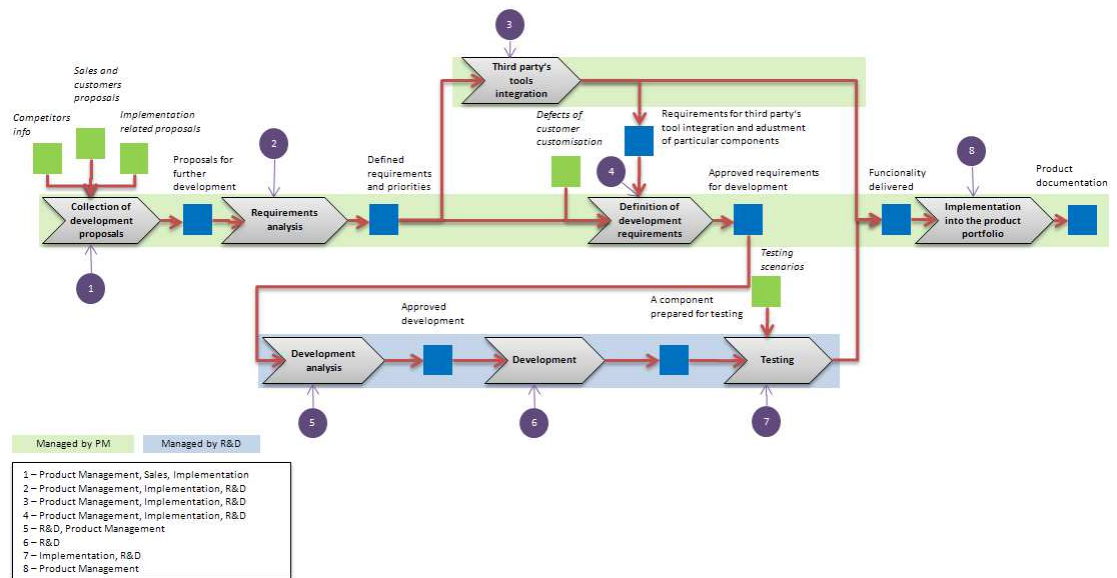 3
Sales and
customers
proposals
Third party's
tools
integration
Competitors
info
Implementation
related proposals
Defects of
customer
customisation
Requirements for third party's
tool integration and adustment
of particular components
2
8
Proposals for
further
development
Defined
requirements
and priorities
4
Approved requirements
for development
Funcionality
delivered
Product
documentation
Collection of
development
proposals
Requirements
analysis
Definition of
development
requirements
Implementation
into the product
portfolio
1
Testing
scenarios
Approved
development
A component
prepared for testing
Development
analysis
Development
Testing
5
6
7
Managed by PM
Managed by R&D
1 – Product Management, Sales, Implementation
2 – Product Management, Implementation, R&D
3 – Product Management, Implementation, R&D
4 – Product Management, Implementation, R&D
5 – R&D, Product Management
6 – R&D
7 – Implementation, R&D
8 – Product Management